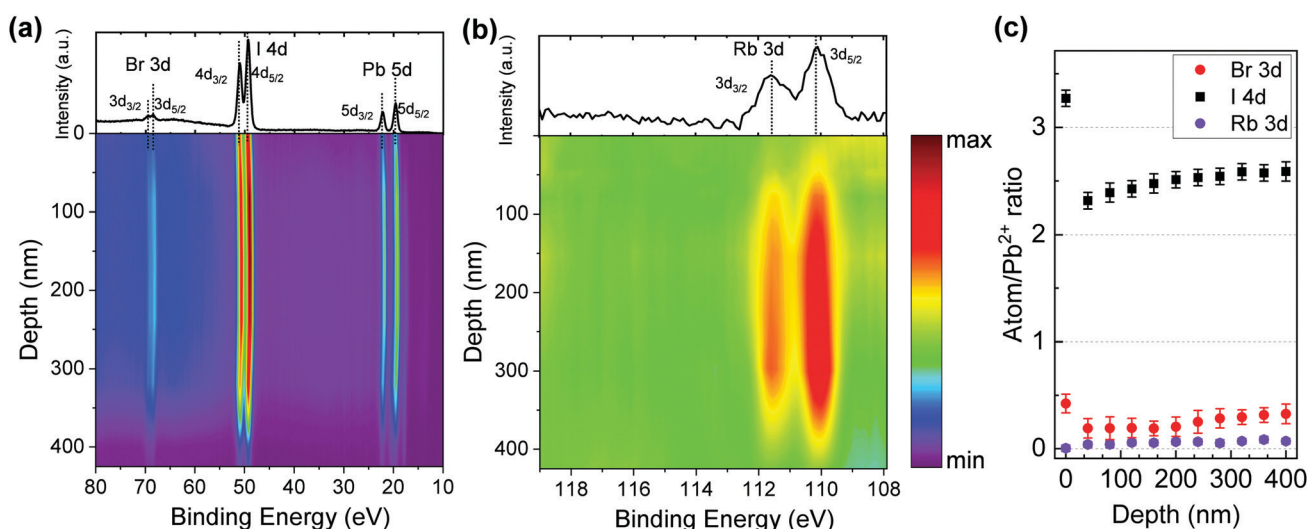 (a)
Intensity (a.u.)
Br 3d
3d3/2
3d5/2
I 4d
4d3/2
4d5/2
Pb 5d
5d3/2
5d5/2
0
100
200
300
400
Depth (nm)
80 70 60 50 40 30 20 10
Binding Energy (eV)
(b)
Intensity (a.u.)
Rb 3d
3d3/2
3d5/2
0
100
200
300
400
Depth (nm)
118 116 114 112 110 108
Binding Energy (eV)
max
min
(c)
Br 3d
I 4d
Rb 3d
3
2
1
0
Atom/Pb2+ ratio
0 100 200 300 400
Depth (nm)